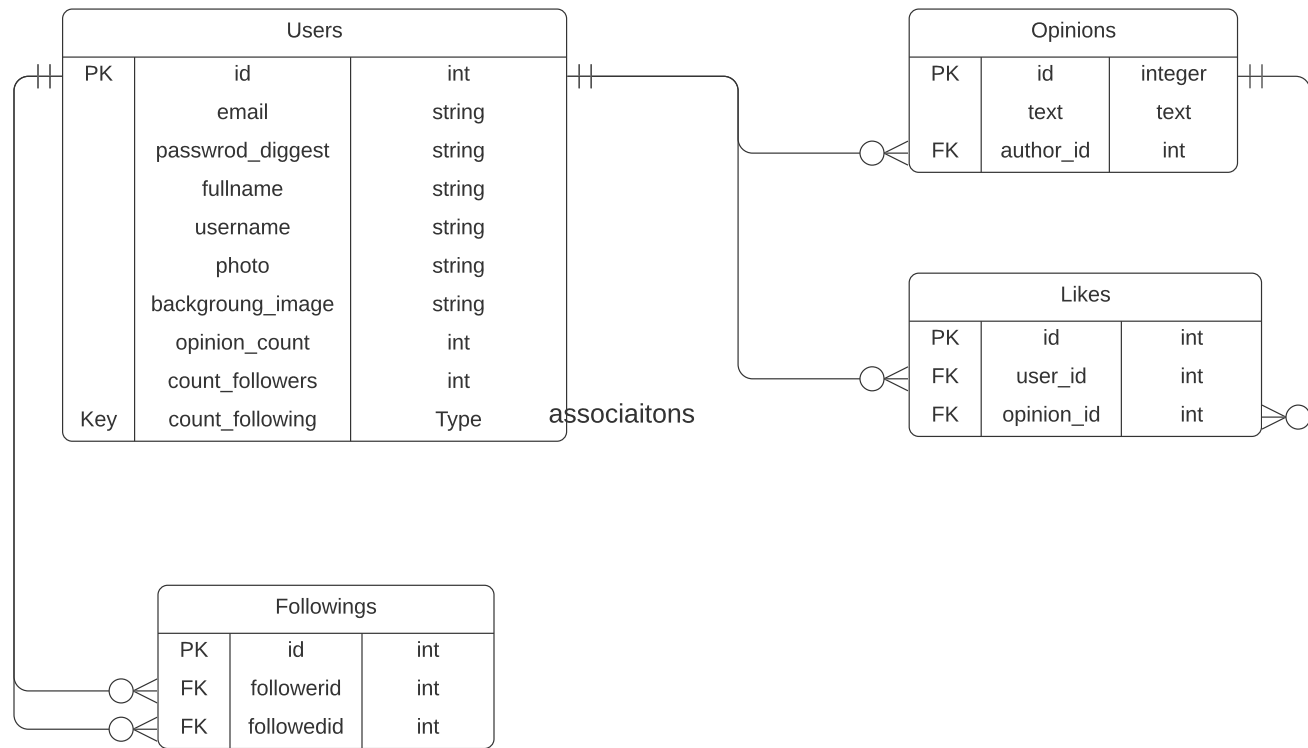 Users
PK id int
email string
passwrod_diggest string
fullname string
username string
photo string
backgroung_image string
opinion_count int
count_followers int
Key count_following Type
associaitons
Opinions
PK id integer
text text
FK author_id int
Likes
PK id int
FK user_id int
FK opinion_id int
Followings
PK id int
FK followerid int
FK followedid int